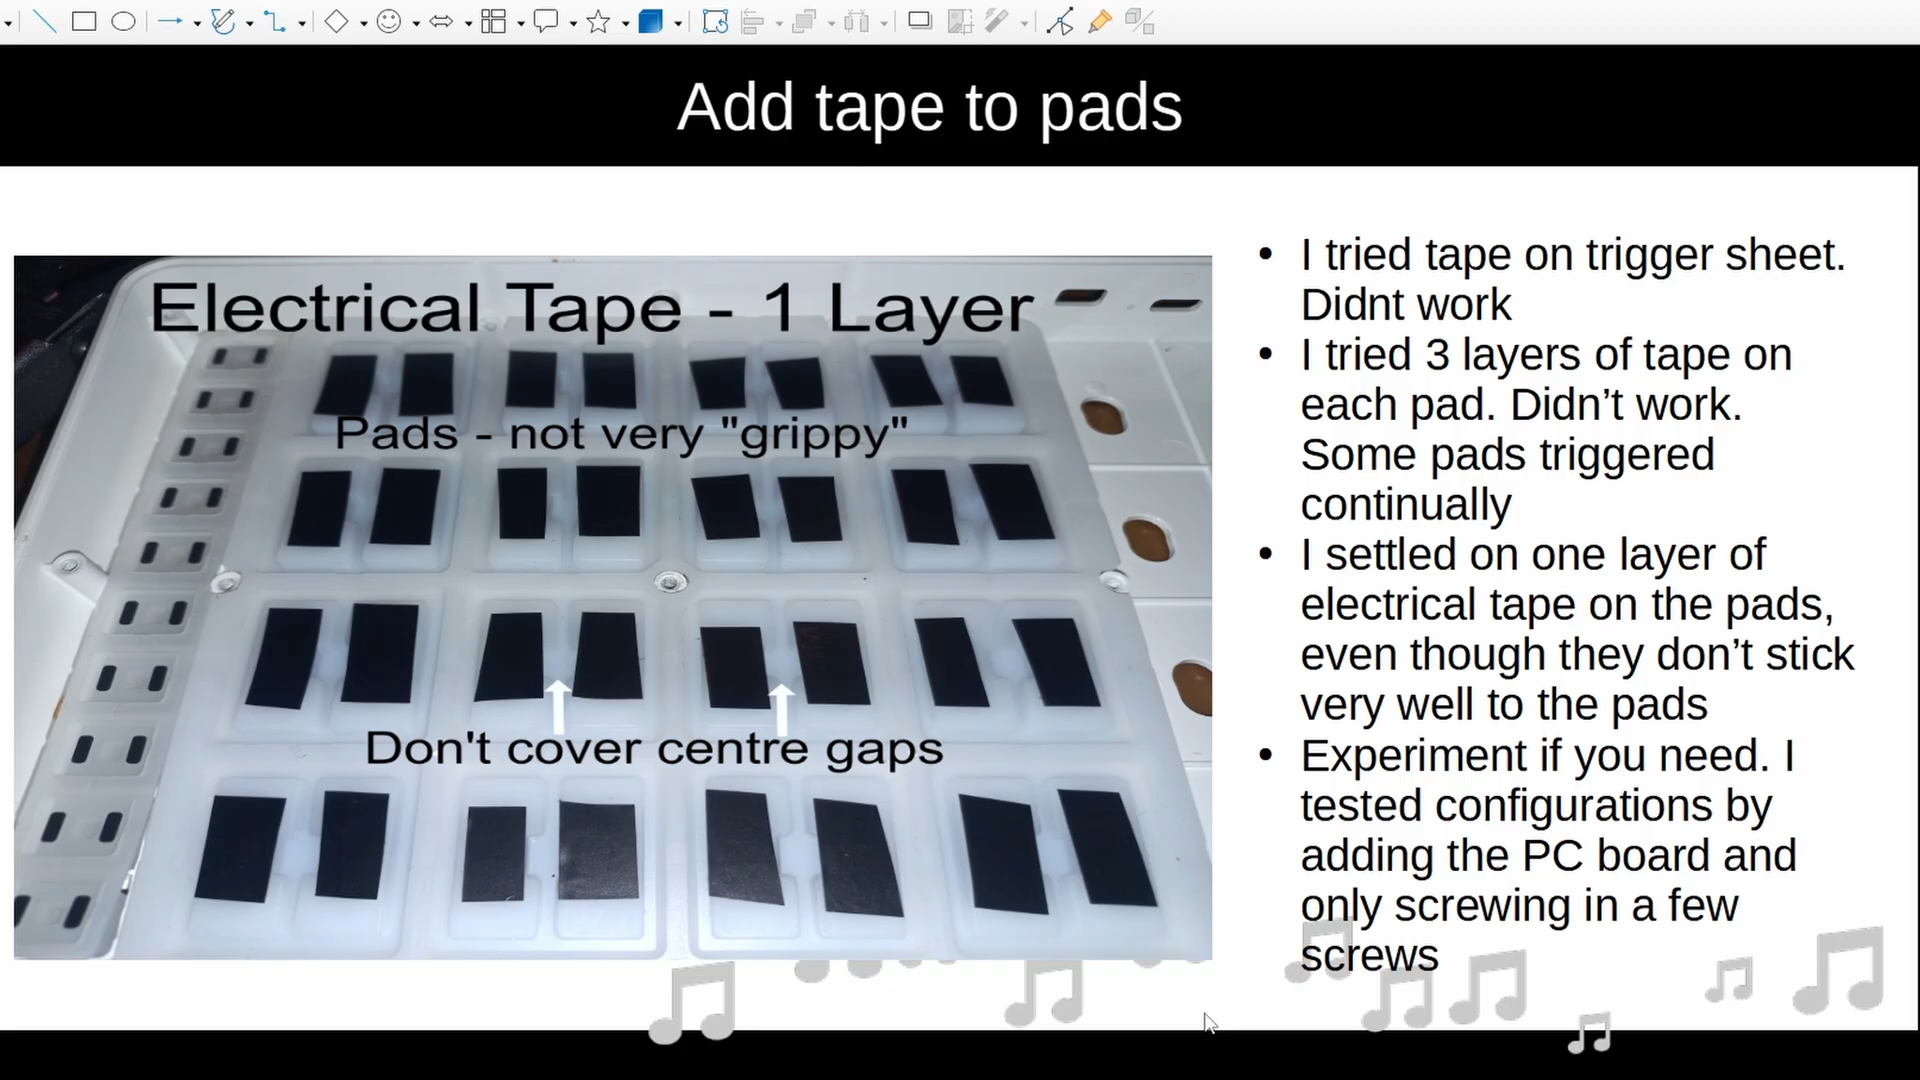 Add tape to pads
Electrical Tape - 1 Layer
Pads - not very "grippy"
Don't cover centre gaps
• I tried tape on trigger sheet.
Didnt work
• I tried 3 layers of tape on
each pad. Didn’t work.
Some pads triggered
continually
• I settled on one layer of
electrical tape on the pads,
even though they don’t stick
very well to the pads
• Experiment if you need. I
tested configurations by
adding the PC board and
only screwing in a few
screws